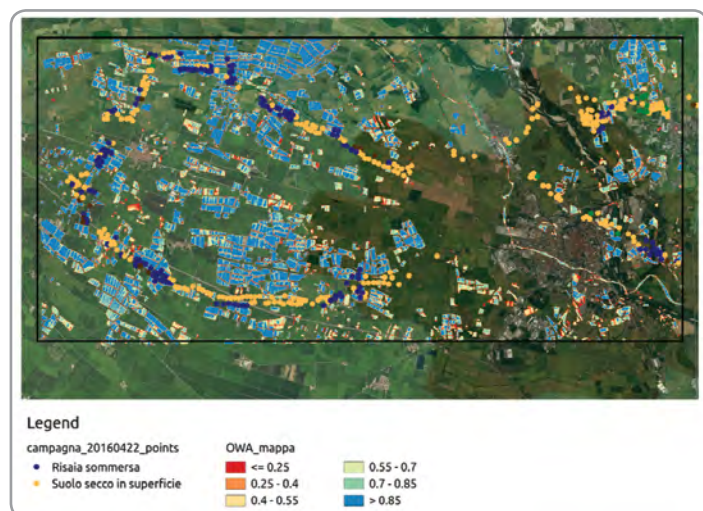 Legend
campagna_20160422_points
Risaia sommersa
Suolo secco in superficie
OWA_mappa
<= 0.25
0.25 - 0.4
0.4 - 0.55
0.55 - 0.7
0.7 - 0.85
> 0.85